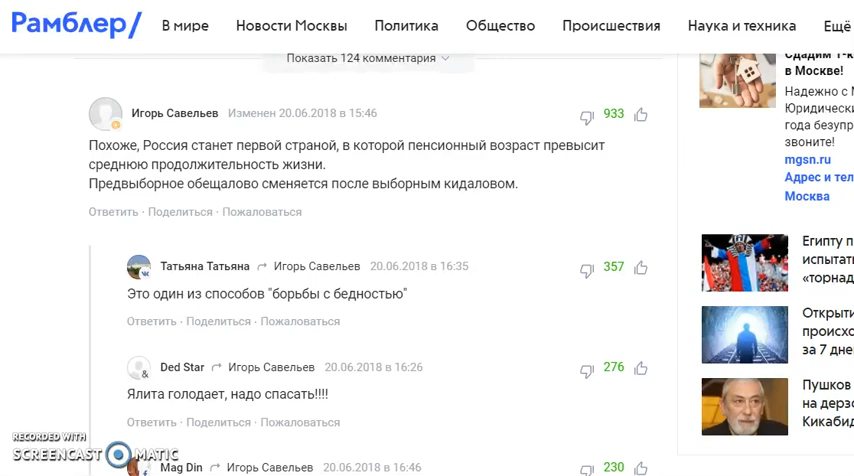 Рамблер/
В мире Новости Москвы Политика Общество Происшествия Наука и техника Ещё
Показать 124 комментария
Игорь Савельев Изменен 20.06.2018 в 15:46 933
Похоже, Россия станет первой страной, в которой пенсионный возраст превысит
среднюю продолжительность жизни.
Предвыборное обещалово сменяется после выборным кидаловом.
Ответить · Поделиться · Пожаловаться
Татьяна Татьяна Игорь Савельев 20.06.2018 в 16:35 357
Это один из способов "борьбы с бедностью"
Ответить · Поделиться · Пожаловаться
Ded Star Игорь Савельев 20.06.2018 в 16:26 276
Ялита голодает, надо спасать!!!!
Ответить · Поделиться · Пожаловаться
Mag Din Игорь Савельев 20.06.2018 в 16:46 230
Сдадим 1-к
в Москве!
Надежно с М
Юридически
года безупр
звоните!
mgsn.ru
Адрес и тел
Москва
Египту п
испытать
«торнад
Открыти
происхо
за 7 дне
Пушков
на дерзо
Кикабид
RECORDED WITH
SCREENCAST MATIC